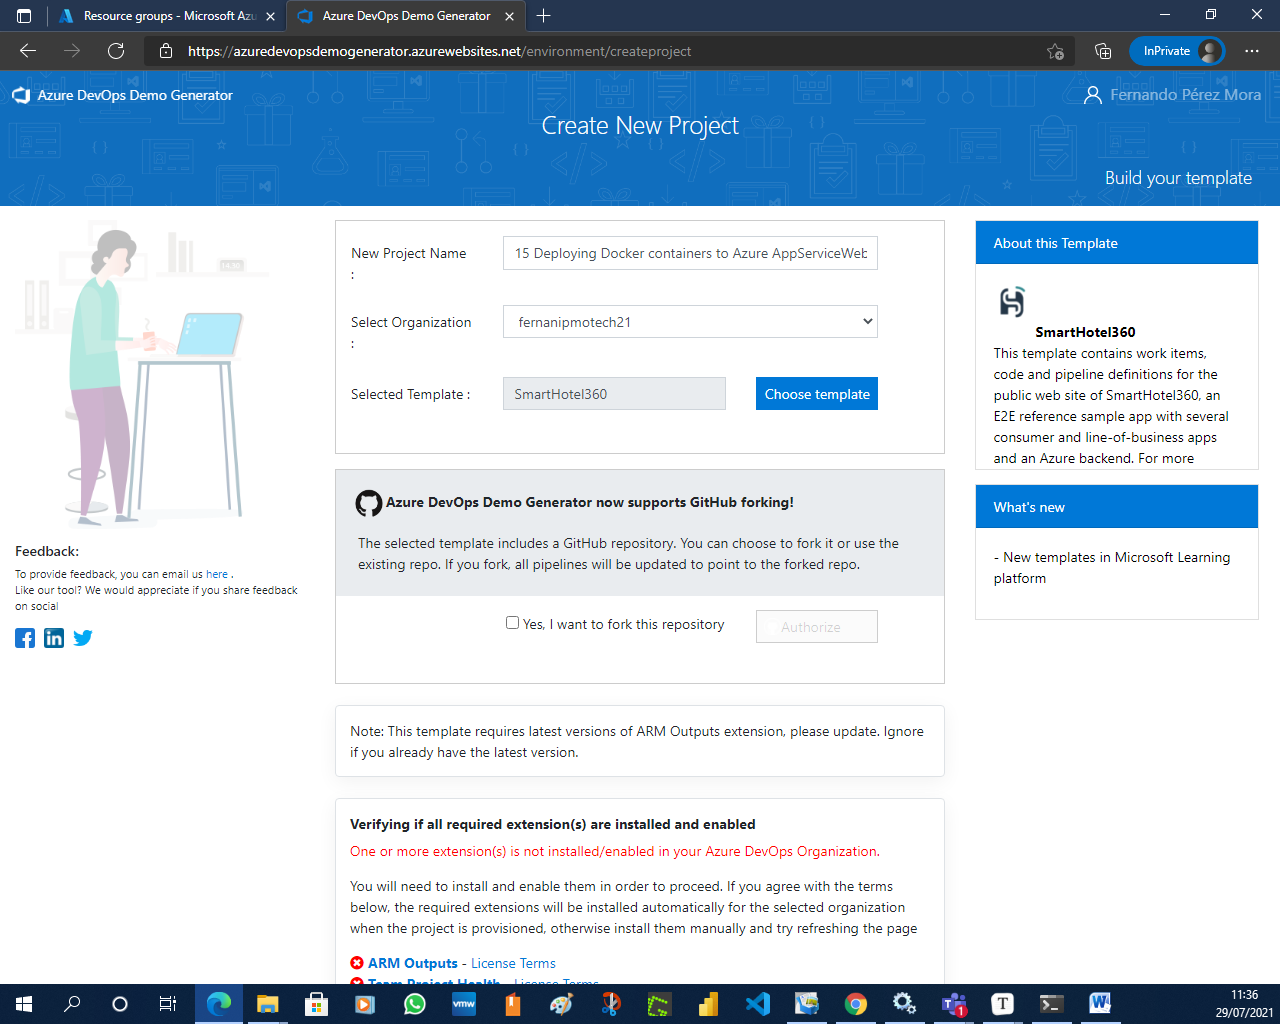 Resource groups - Microsoft Azu
Azure DevOps Demo Generator
https://azuredevopsdemogenerator.azurewebsites.net/environment/createproject
InPrivate
Azure DevOps Demo Generator
Fernando Pérez Mora
Create New Project
Build your template
New Project Name
:
15 Deploying Docker containers to Azure AppServiceWeb
Select Organization
:
fernanipmotech21
Selected Template :
SmartHotel360
Choose template
Azure DevOps Demo Generator now supports GitHub forking!
The selected template includes a GitHub repository. You can choose to fork it or use the
existing repo. If you fork, all pipelines will be updated to point to the forked repo.
Yes, I want to fork this repository
Authorize
Note: This template requires latest versions of ARM Outputs extension, please update. Ignore
if you already have the latest version.
Verifying if all required extension(s) are installed and enabled
One or more extension(s) is not installed/enabled in your Azure DevOps Organization.
You will need to install and enable them in order to proceed. If you agree with the terms
below, the required extensions will be installed automatically for the selected organization
when the project is provisioned, otherwise install them manually and try refreshing the page
ARM Outputs - License Terms
Team Project Health - License Terms
About this Template
SmartHotel360
This template contains work items,
code and pipeline definitions for the
public web site of SmartHotel360, an
E2E reference sample app with several
consumer and line-of-business apps
and an Azure backend. For more
What's new
- New templates in Microsoft Learning
platform
Feedback:
To provide feedback, you can email us here .
Like our tool? We would appreciate if you share feedback
on social
vmw
1
T
11:36
29/07/2021